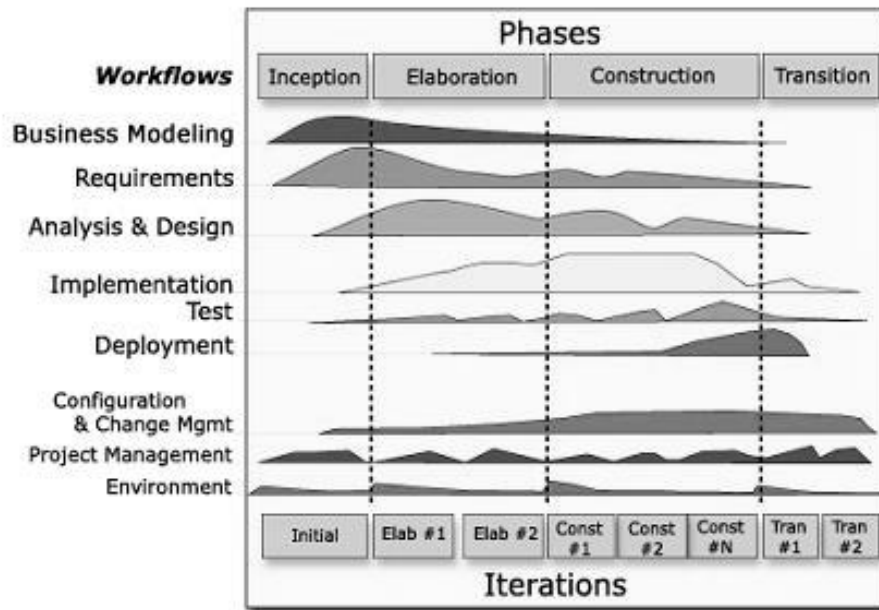 Phases
Workflows
Inception
Elaboration
Construction
Transition
Business Modeling
Requirements
Analysis & Design
Implementation
Test
Deployment
Configuration
& Change Mgmt
Project Management
Environment
Initial
Elab #1
Elab #2
Const
#1
Const
#2
Const
#N
Tran
#1
Tran
#2
Iterations